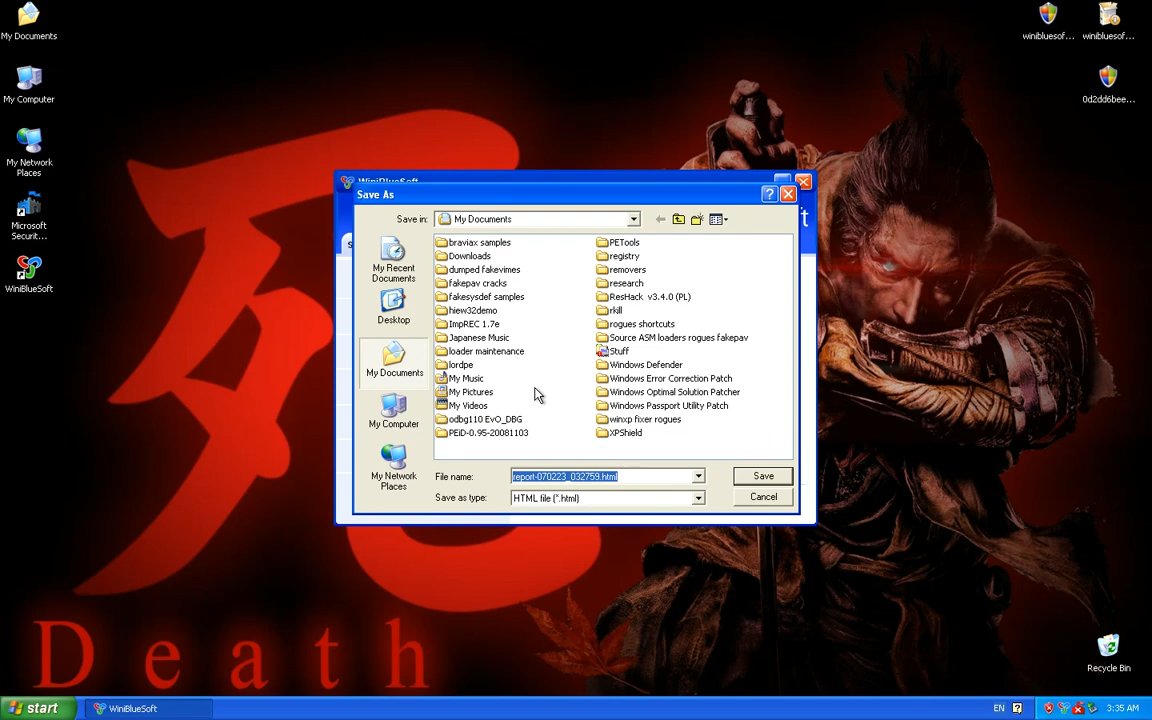 My Documents
My Computer
My Network
Places
Microsoft
Securit...
WiniBlueSoft
winibluesof...
winibluesof...
0d2dd6bee...
WiniBlueSoft
Save As
Save in:
My Documents
My Recent
Documents
Desktop
My Documents
My Computer
My Network
Places
braviax samples
Downloads
dumped fakevimes
fakepav cracks
fakesysdef samples
hiew32demo
ImpREC 1.7e
Japanese Music
loader maintenance
lordpe
My Music
My Pictures
My Videos
odbg110 EvO_DBG
PEiD-0.95-20081103
PETools
registry
removers
research
ResHack v3.4.0 (PL)
rkill
rogues shortcuts
Source ASM loaders rogues fakepav
Stuff
Windows Defender
Windows Error Correction Patch
Windows Optimal Solution Patcher
Windows Passport Utility Patch
winxp fixer rogues
XPShield
File name:
report-070223_032759.html
Save
Save as type:
HTML file (*.html)
Cancel
死
Death
Recycle Bin
start
WiniBlueSoft
EN
3:35 AM